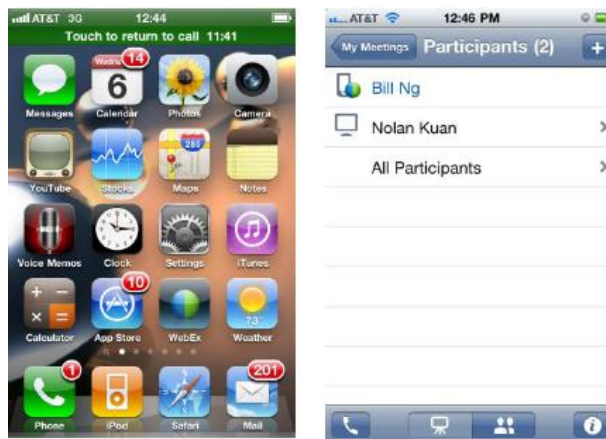 AT&T 3G 12:44
Touch to return to call 11:41
14
6
Messages Calendar Photos Camera
280
YouTube Stocks Maps Notes
Voice Memos Clock Settings iTunes
10
73°
Calculator App Store WebEx Weather
1 201
Phone iPod Safari Mail
AT&T 12:46 PM
My Meetings Participants (2) +
Bill Ng
Nolan Kuan
All Participants